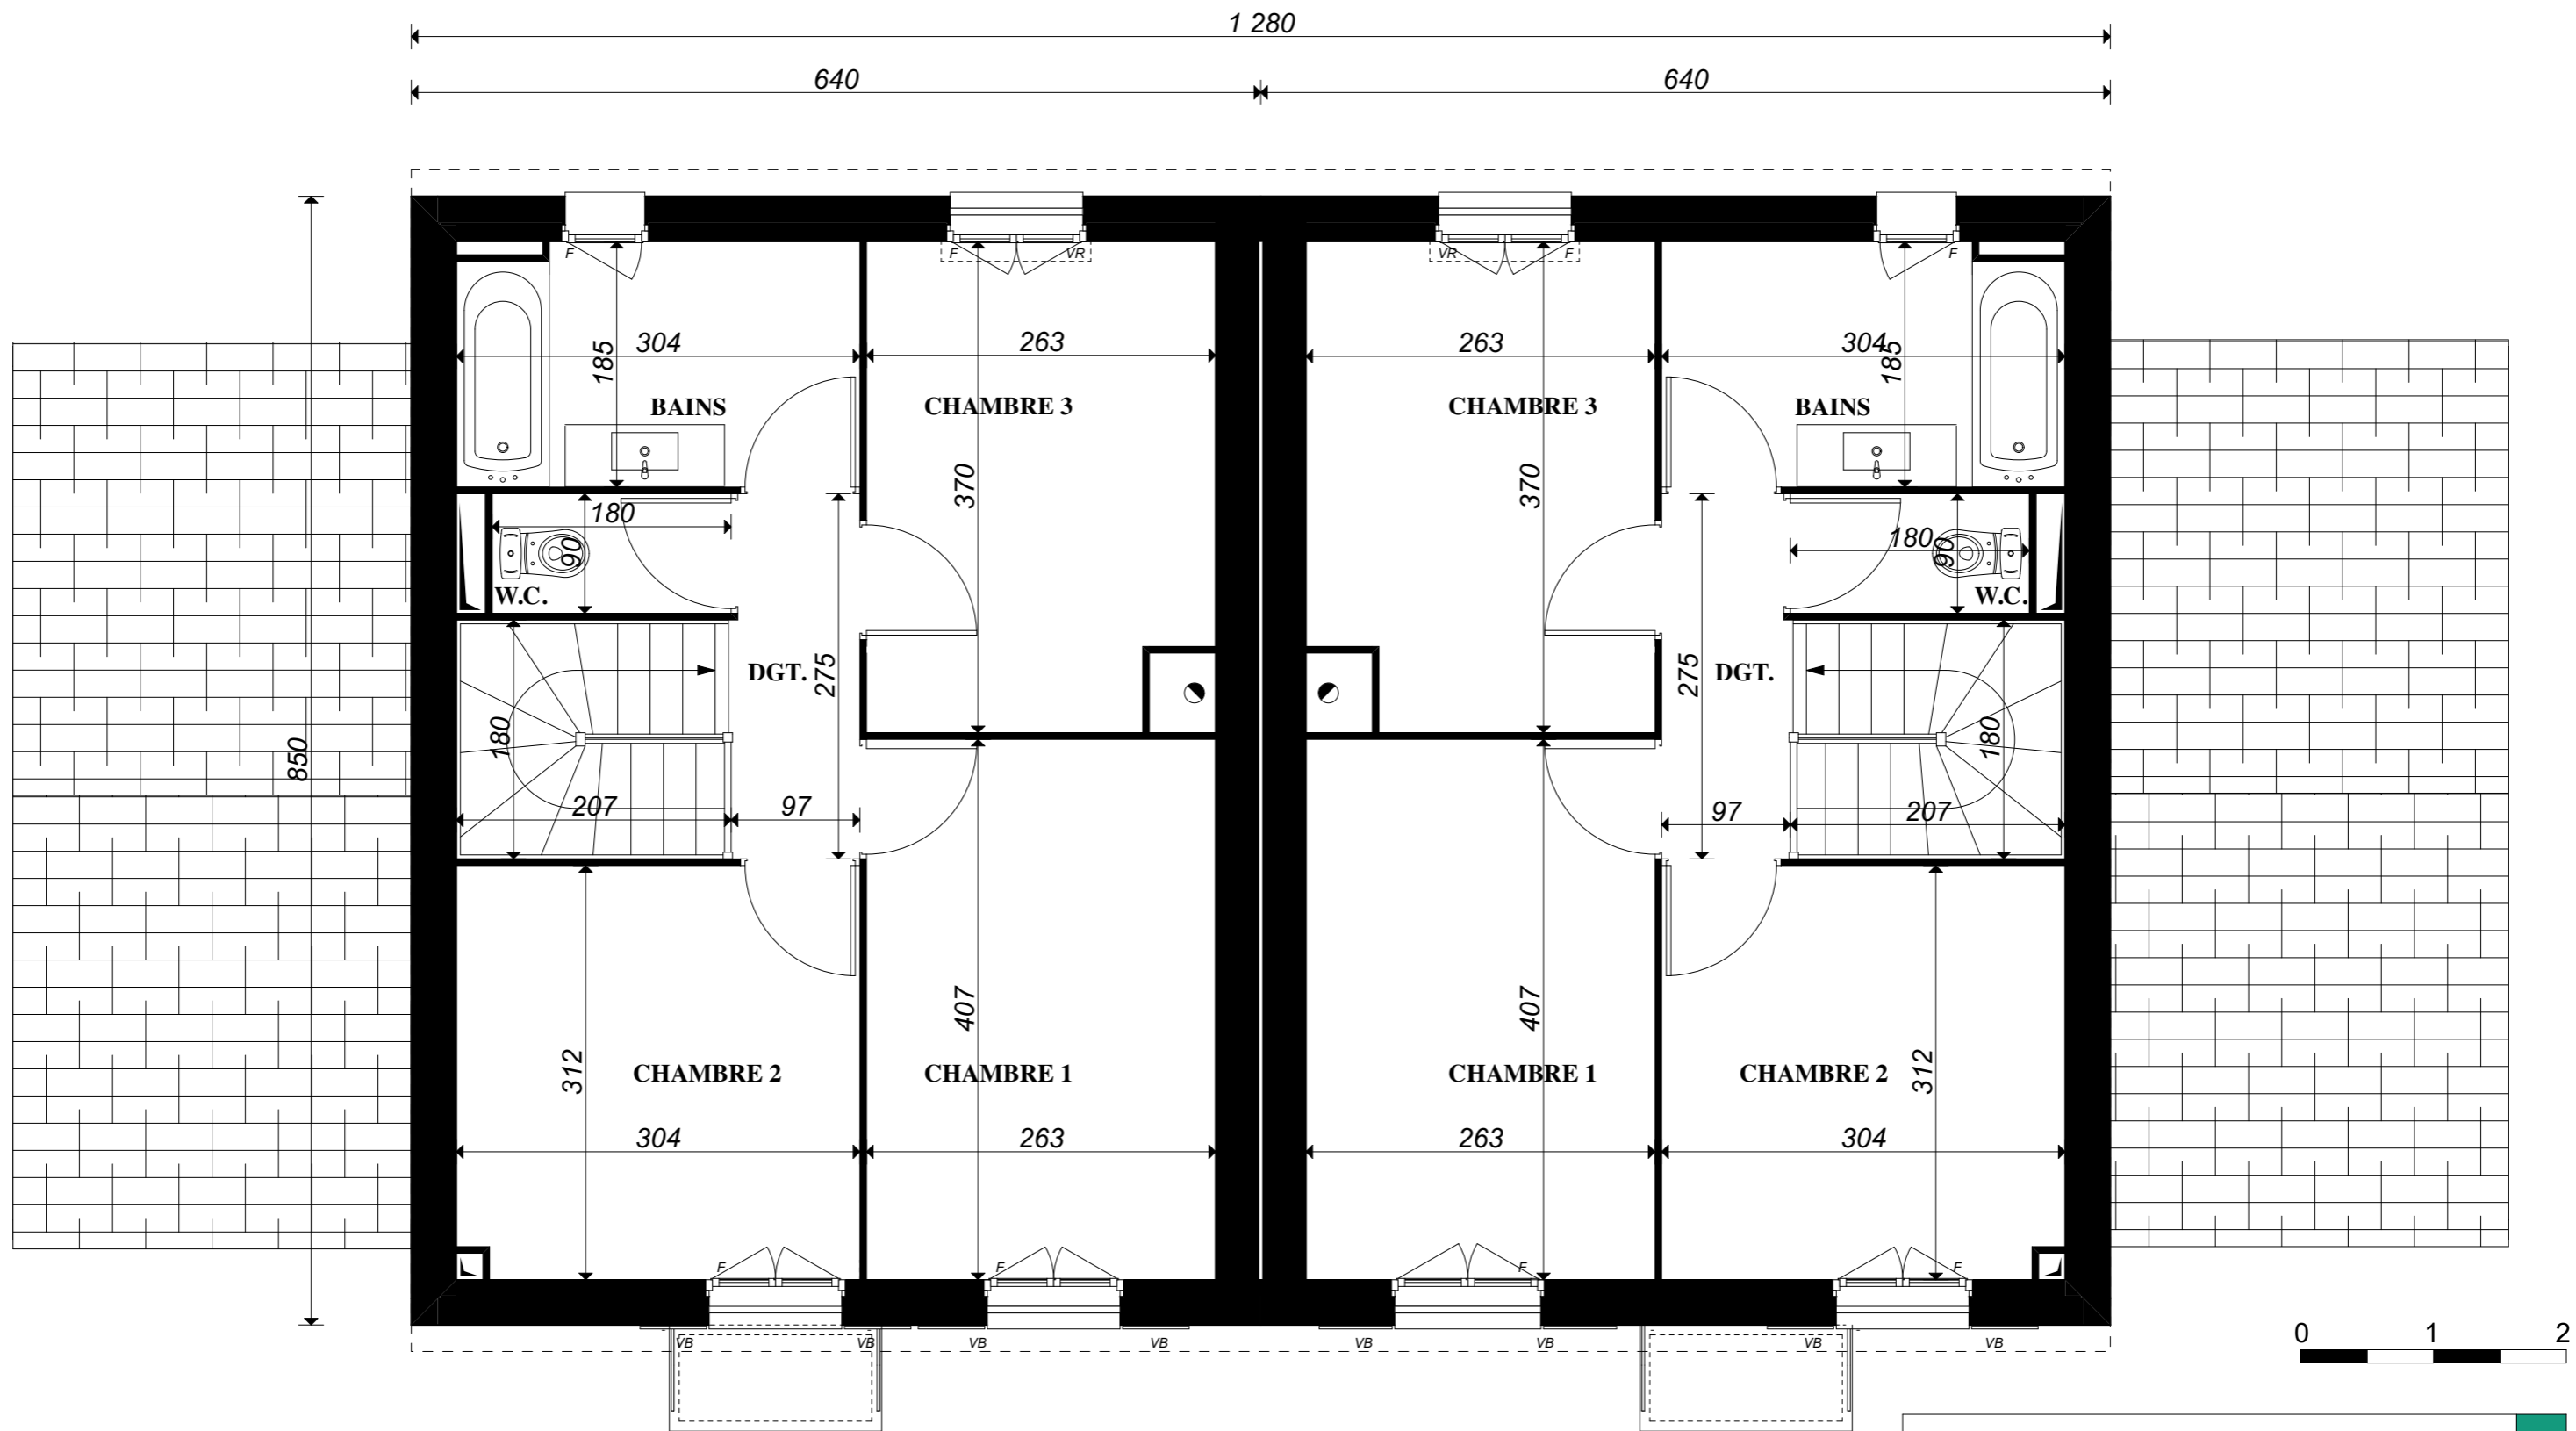 1 280
640 640
F F VR VR F F
304 185 263 263 304 185
BAINS CHAMBRE 3 CHAMBRE 3 BAINS
370 370
180 90 180 90
W.C. W.C.
DGT. 275 275 DGT.
850 180 180
207 97 97 207
312 407 407 312
CHAMBRE 2 CHAMBRE 1 CHAMBRE 1 CHAMBRE 2
304 263 263 304
F F F F
VB VB VB VB VB VB VB VB
0 1 2